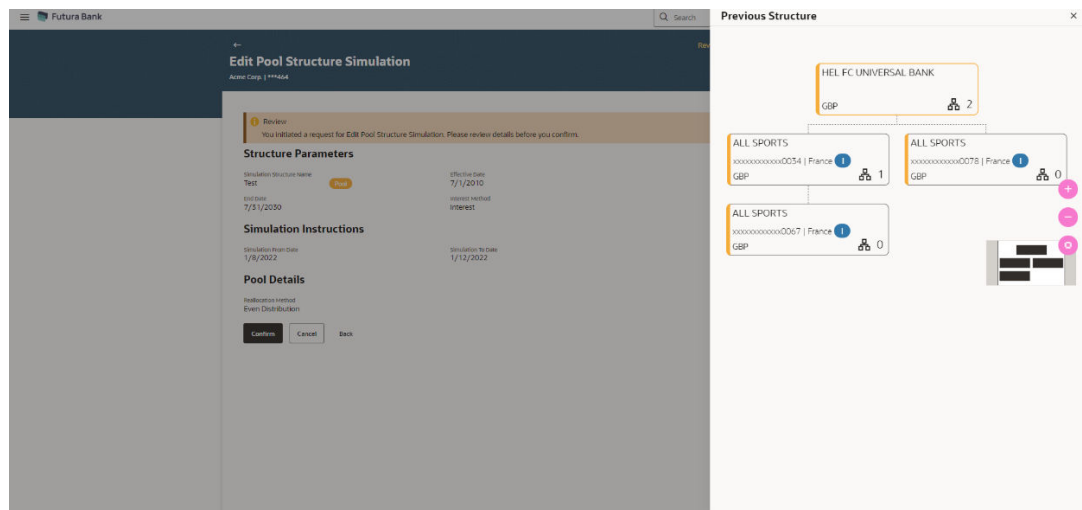 Futura Bank
Search
Previous Structure
Rev
Edit Pool Structure Simulation
Acme Corp. | ***464
HEL FC UNIVERSAL BANK
GBP 2
Review
You initiated a request for Edit Pool Structure Simulation. Please review details before you confirm.
Structure Parameters
Simulation Structure Name
Test Pool
Effective Date
7/1/2010
End Date
7/31/2030
Interest Method
Interest
Simulation Instructions
Simulation From Date
1/8/2022
Simulation To Date
1/12/2022
Pool Details
Reallocation Method
Even Distribution
Confirm Cancel Back
ALL SPORTS
xxxxxxxxxxxx0034 | France I
GBP 1
ALL SPORTS
xxxxxxxxxxxx0078 | France I
GBP 0
ALL SPORTS
xxxxxxxxxxxx0067 | France I
GBP 0